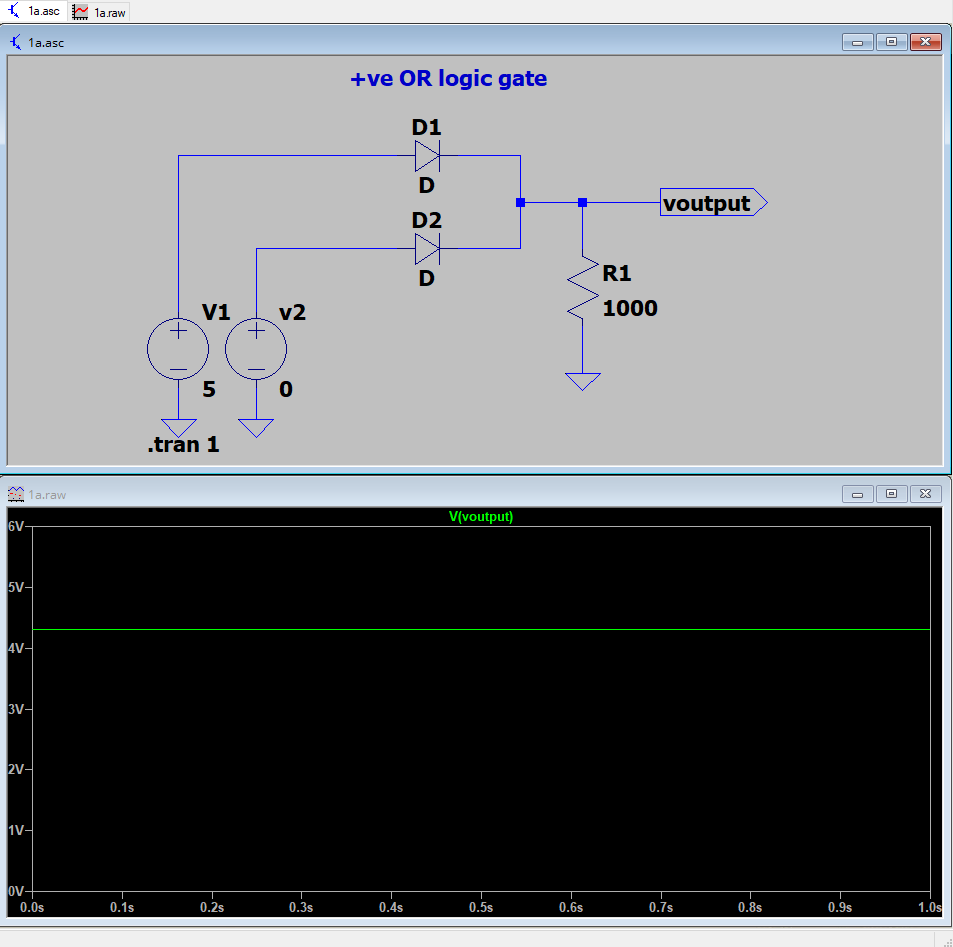 1a.asc 1a.raw
1a.asc
+ve OR logic gate
D1
D
D2
D
voutput
R1
1000
V1
5
v2
0
.tran 1
1a.raw
V(voutput)
6V
5V
4V
3V
2V
1V
0V
0.0s 0.1s 0.2s 0.3s 0.4s 0.5s 0.6s 0.7s 0.8s 0.9s 1.0s